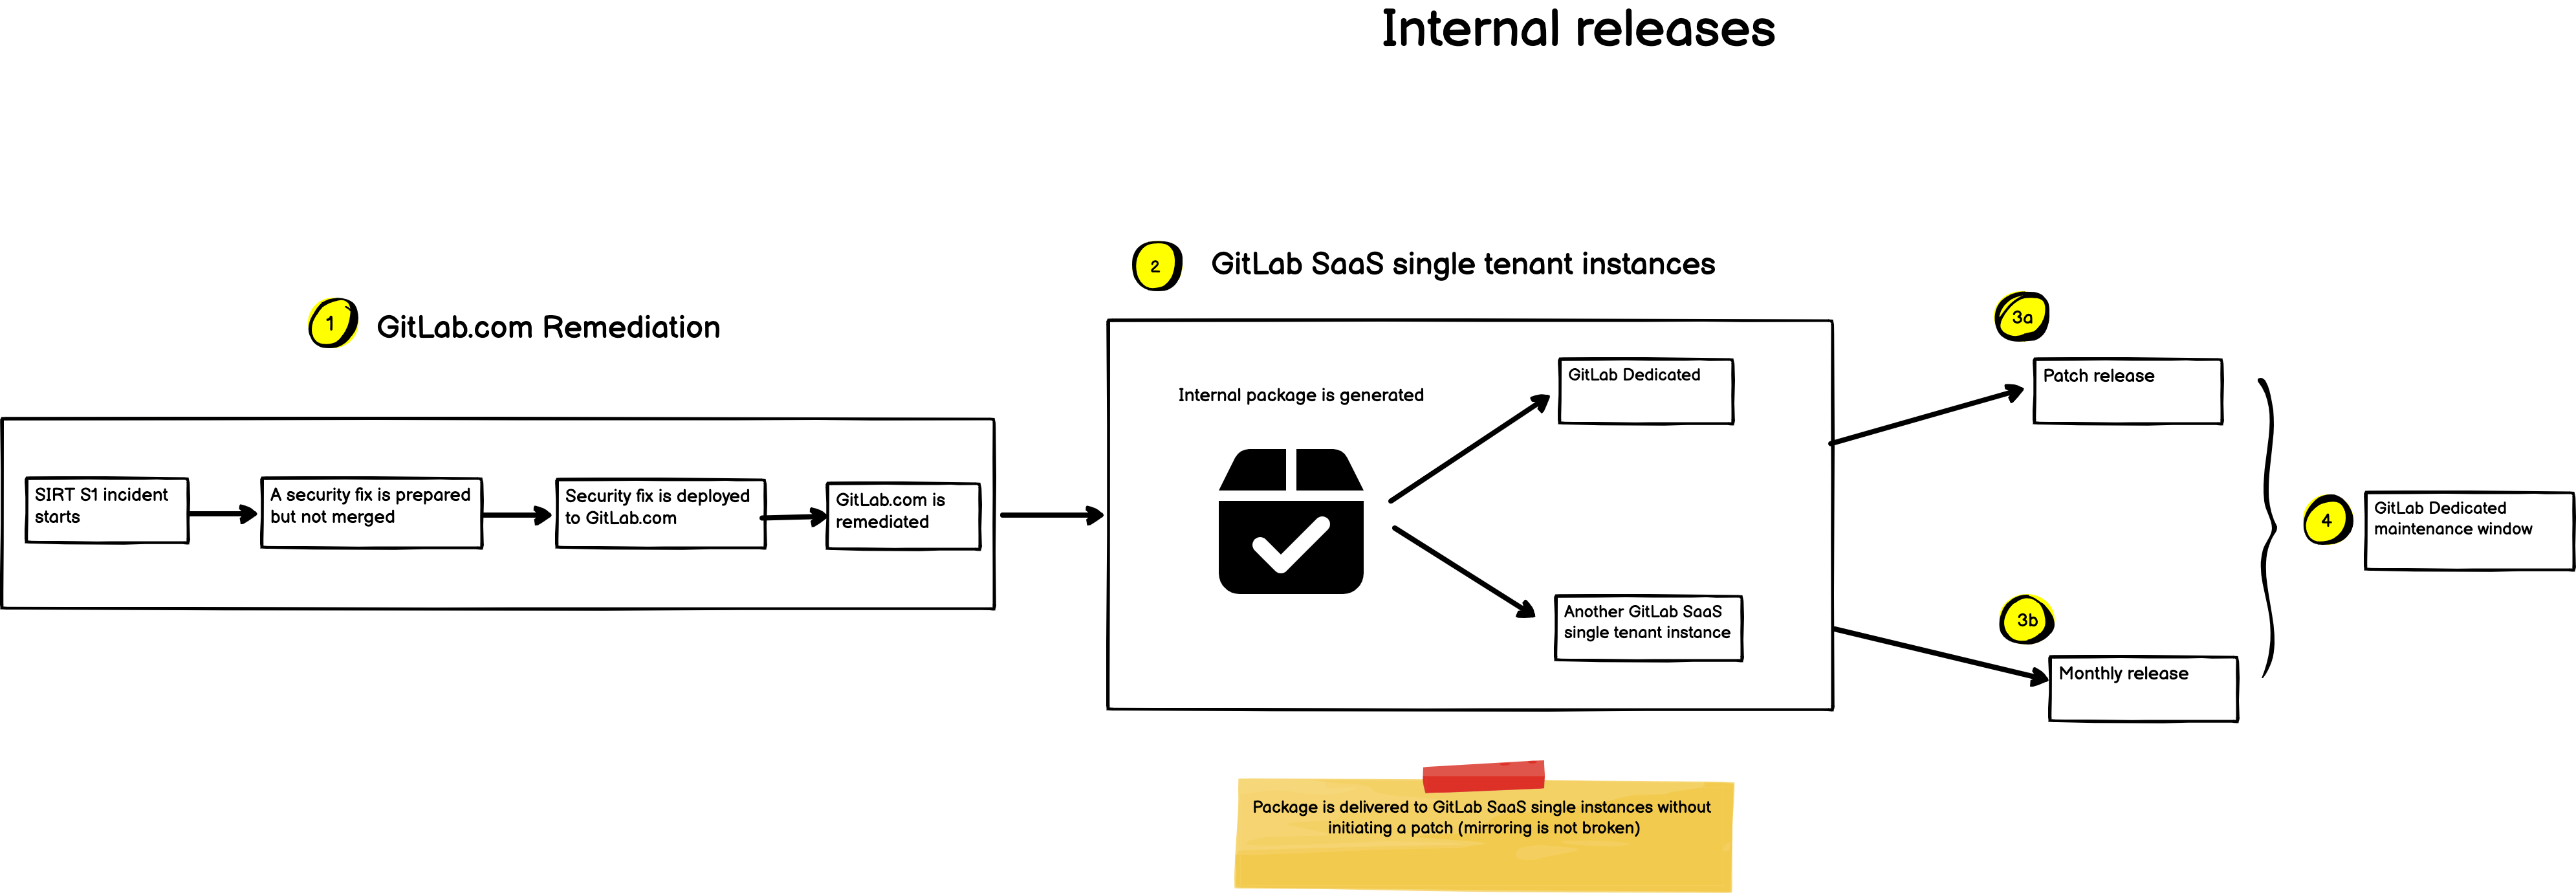 Internal releases
1
GitLab.com Remediation
SIRT S1 incident
starts
A security fix is prepared
but not merged
Security fix is deployed
to GitLab.com
GitLab.com is
remediated
2
GitLab SaaS single tenant instances
Internal package is generated
GitLab Dedicated
Another GitLab SaaS
single tenant instance
Package is delivered to GitLab SaaS single instances without
initiating a patch (mirroring is not broken)
3a
Patch release
3b
Monthly release
4
GitLab Dedicated
maintenance window